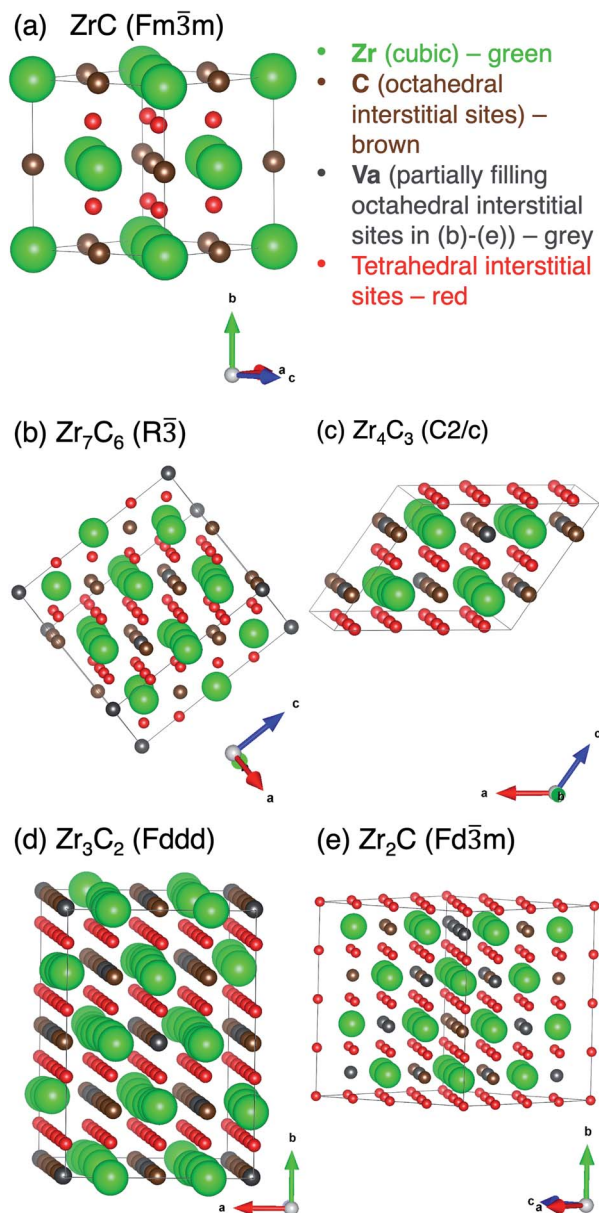 (a) ZrC (Fm3̅m)
• Zr (cubic) – green
• C (octahedral
interstitial sites) –
brown
• Va (partially filling
octahedral interstitial
sites in (b)-(e)) – grey
• Tetrahedral interstitial
sites – red
b
a
c
(b) Zr₇C₆ (R3̅)
(c) Zr₄C₃ (C2/c)
c
a
c
a
b
(d) Zr₃C₂ (Fddd)
(e) Zr₂C (Fd3̅m)
b
a
b
c
a